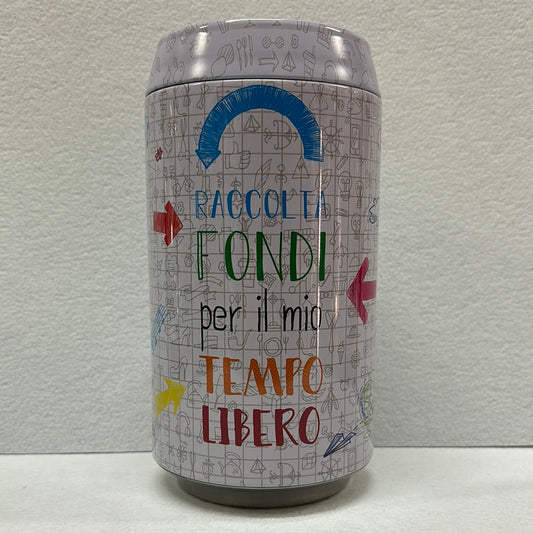 RACCOLTA
FONDI
per il mio
TEMPO
LIBERO